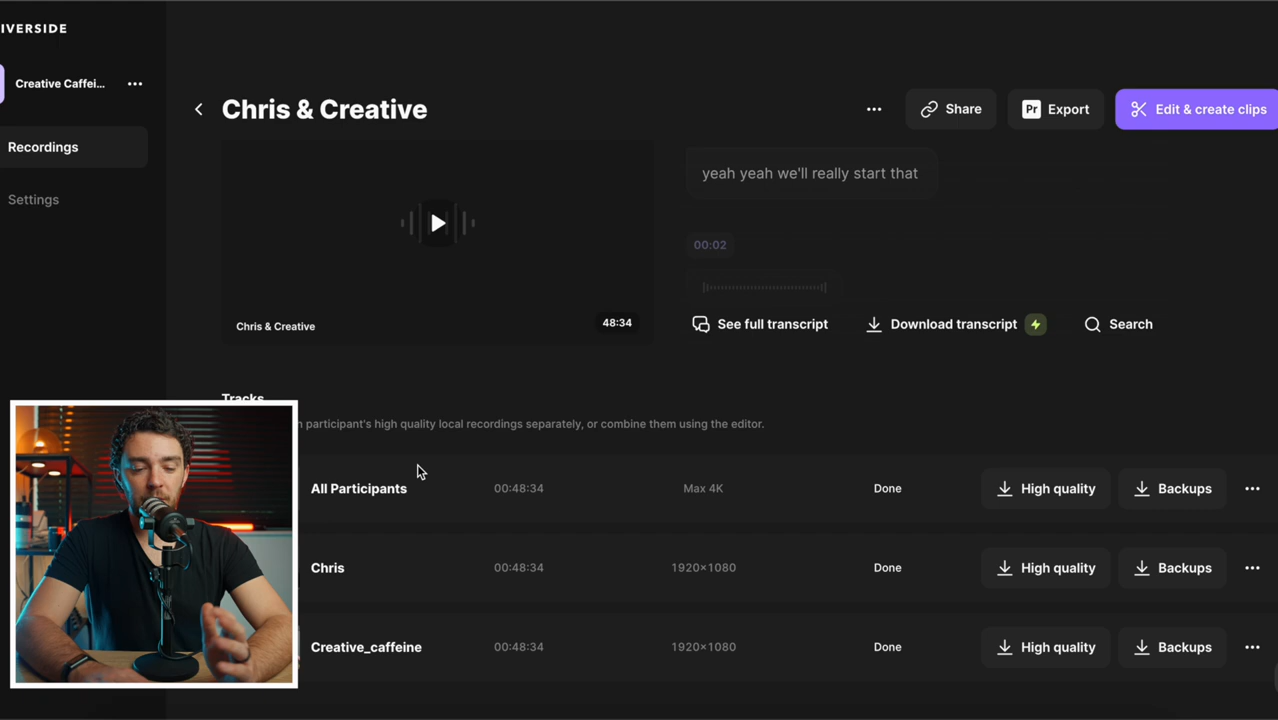 IVERSIDE
Creative Caffei...
Recordings
Settings
Chris & Creative
Share
Pr Export
Edit & create clips
Chris & Creative
48:34
yeah yeah we'll really start that
00:02
See full transcript
Download transcript
Search
Tracks
participant's high quality local recordings separately, or combine them using the editor.
All Participants 00:48:34 Max 4K Done High quality Backups
Chris 00:48:34 1920×1080 Done High quality Backups
Creative_caffeine 00:48:34 1920×1080 Done High quality Backups